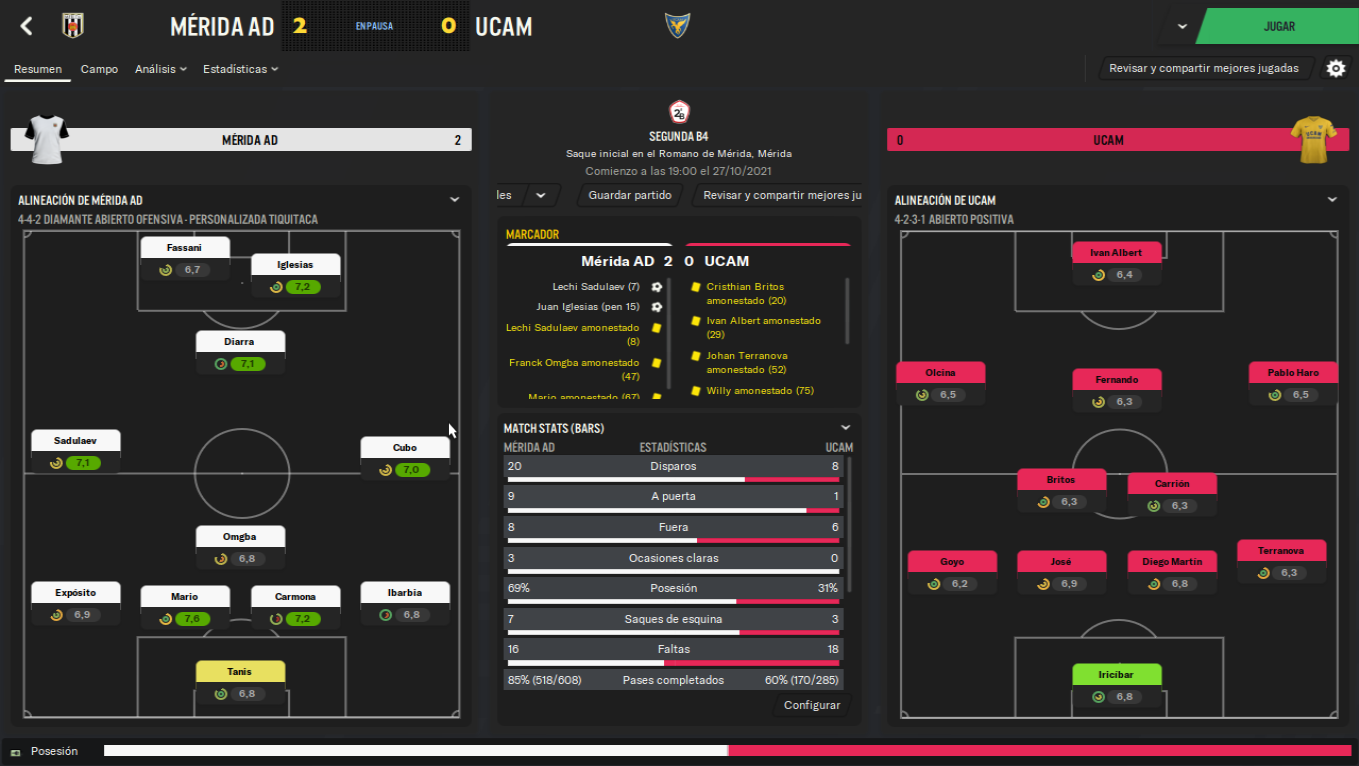 MÉRIDA AD 2 EN PAUSA 0 UCAM
JUGAR
Resumen Campo Análisis Estadísticas
Revisar y compartir mejores jugadas
MÉRIDA AD 2
ALINEACIÓN DE MÉRIDA AD
4-4-2 DIAMANTE ABIERTO OFENSIVA - PERSONALIZADA TIQUITACA
Fassani
6,7
Iglesias
7,2
Diarra
7,1
Sadulaev
7,1
Cubo
7,0
Omgba
6,8
Expósito
6,9
Mario
7,6
Carmona
7,2
Ibarbia
6,8
Tanis
6,8
2B
SEGUNDA B4
Saque inicial en el Romano de Mérida, Mérida
Comienzo a las 19:00 el 27/10/2021
les
Guardar partido
Revisar y compartir mejores ju
MARCADOR
Mérida AD 2 0 UCAM
Lechi Sadulaev (7)
Juan Iglesias (pen 15)
Lechi Sadulaev amonestado
(8)
Franck Omgba amonestado
(47)
Mario amonestado (67)
Cristhian Britos
amonestado (20)
Ivan Albert amonestado
(29)
Johan Terranova
amonestado (52)
Willy amonestado (75)
MATCH STATS (BARS)
MÉRIDA AD ESTADÍSTICAS UCAM
20 Disparos 8
9 A puerta 1
8 Fuera 6
3 Ocasiones claras 0
69% Posesión 31%
7 Saques de esquina 3
16 Faltas 18
85% (518/608) Pases completados 60% (170/285)
Configurar
0 UCAM
UCAM
ALINEACIÓN DE UCAM
4-2-3-1 ABIERTO POSITIVA
Ivan Albert
6,4
Olcina
6,5
Fernando
6,3
Pablo Haro
6,5
Britos
6,3
Carrión
6,3
Goyo
6,2
José
6,9
Diego Martín
6,8
Terranova
6,3
Iricibar
6,8
Posesión